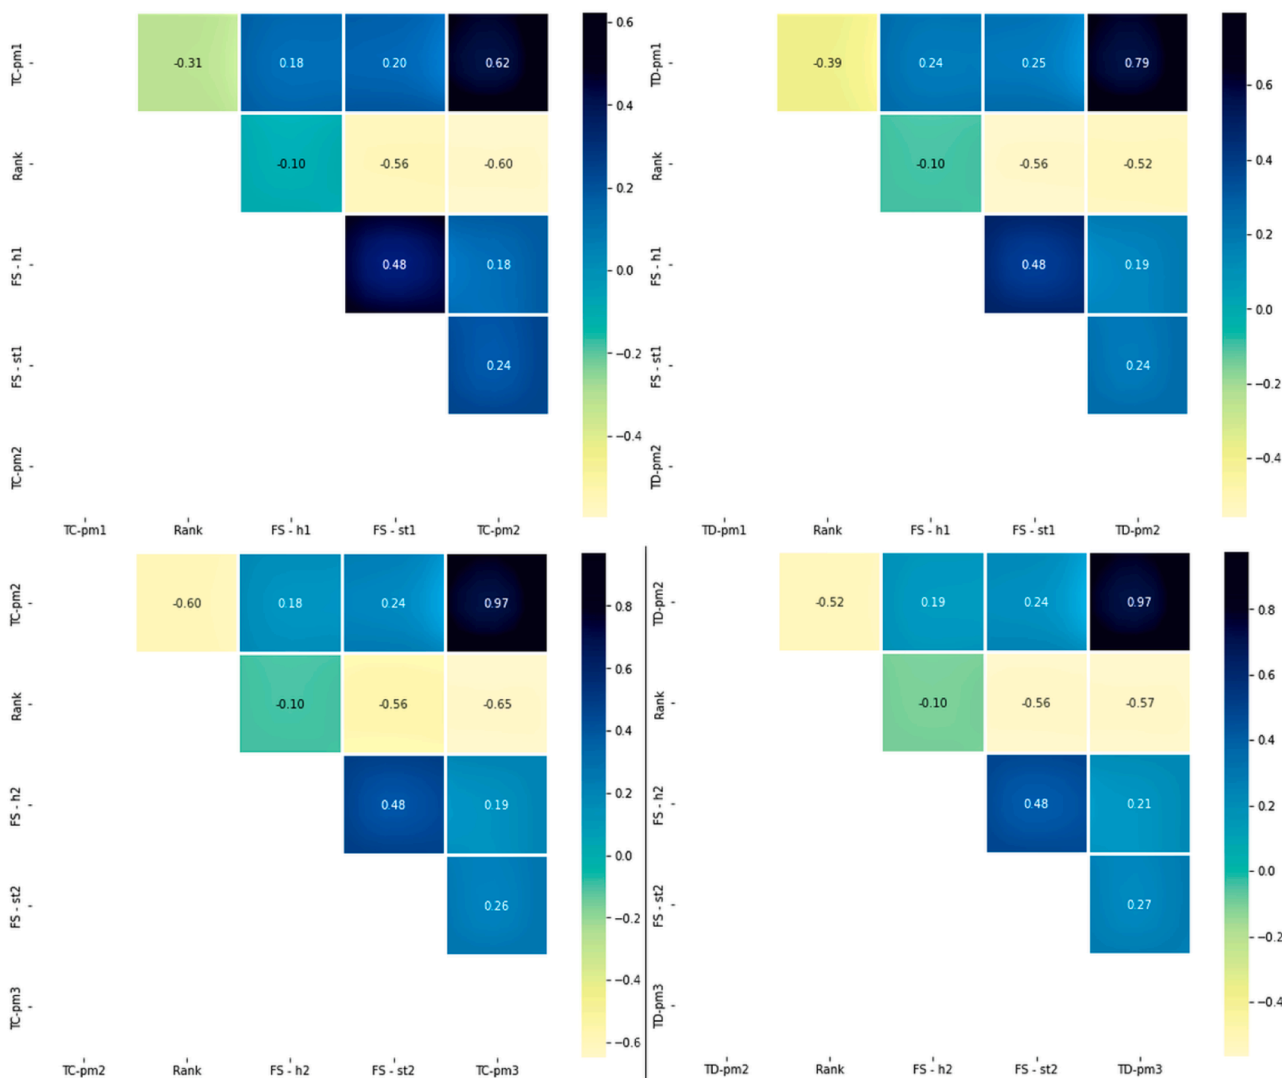 TC-pm1 -0.31 0.18 0.20 0.62
Rank -0.10 -0.56 -0.60
FS - h1 0.48 0.18
FS - st1 0.24
TC-pm2
TC-pm1 Rank FS - h1 FS - st1 TC-pm2
0.6
0.4
0.2
0.0
−0.2
−0.4
TD-pm1 -0.39 0.24 0.25 0.79
Rank -0.10 -0.56 -0.52
FS - h1 0.48 0.19
FS - st1 0.24
TD-pm2
TD-pm1 Rank FS - h1 FS - st1 TD-pm2
0.6
0.4
0.2
0.0
−0.2
−0.4
TC-pm2 -0.60 0.18 0.24 0.97
Rank -0.10 -0.56 -0.65
FS - h2 0.48 0.19
FS - st2 0.26
TC-pm3
TC-pm2 Rank FS - h2 FS - st2 TC-pm3
0.8
0.6
0.4
0.2
0.0
−0.2
−0.4
−0.6
TD-pm2 -0.52 0.19 0.24 0.97
Rank -0.10 -0.56 -0.57
FS - h2 0.48 0.21
FS - st2 0.27
TD-pm3
TD-pm2 Rank FS - h2 FS - st2 TD-pm3
0.8
0.6
0.4
0.2
0.0
−0.2
−0.4